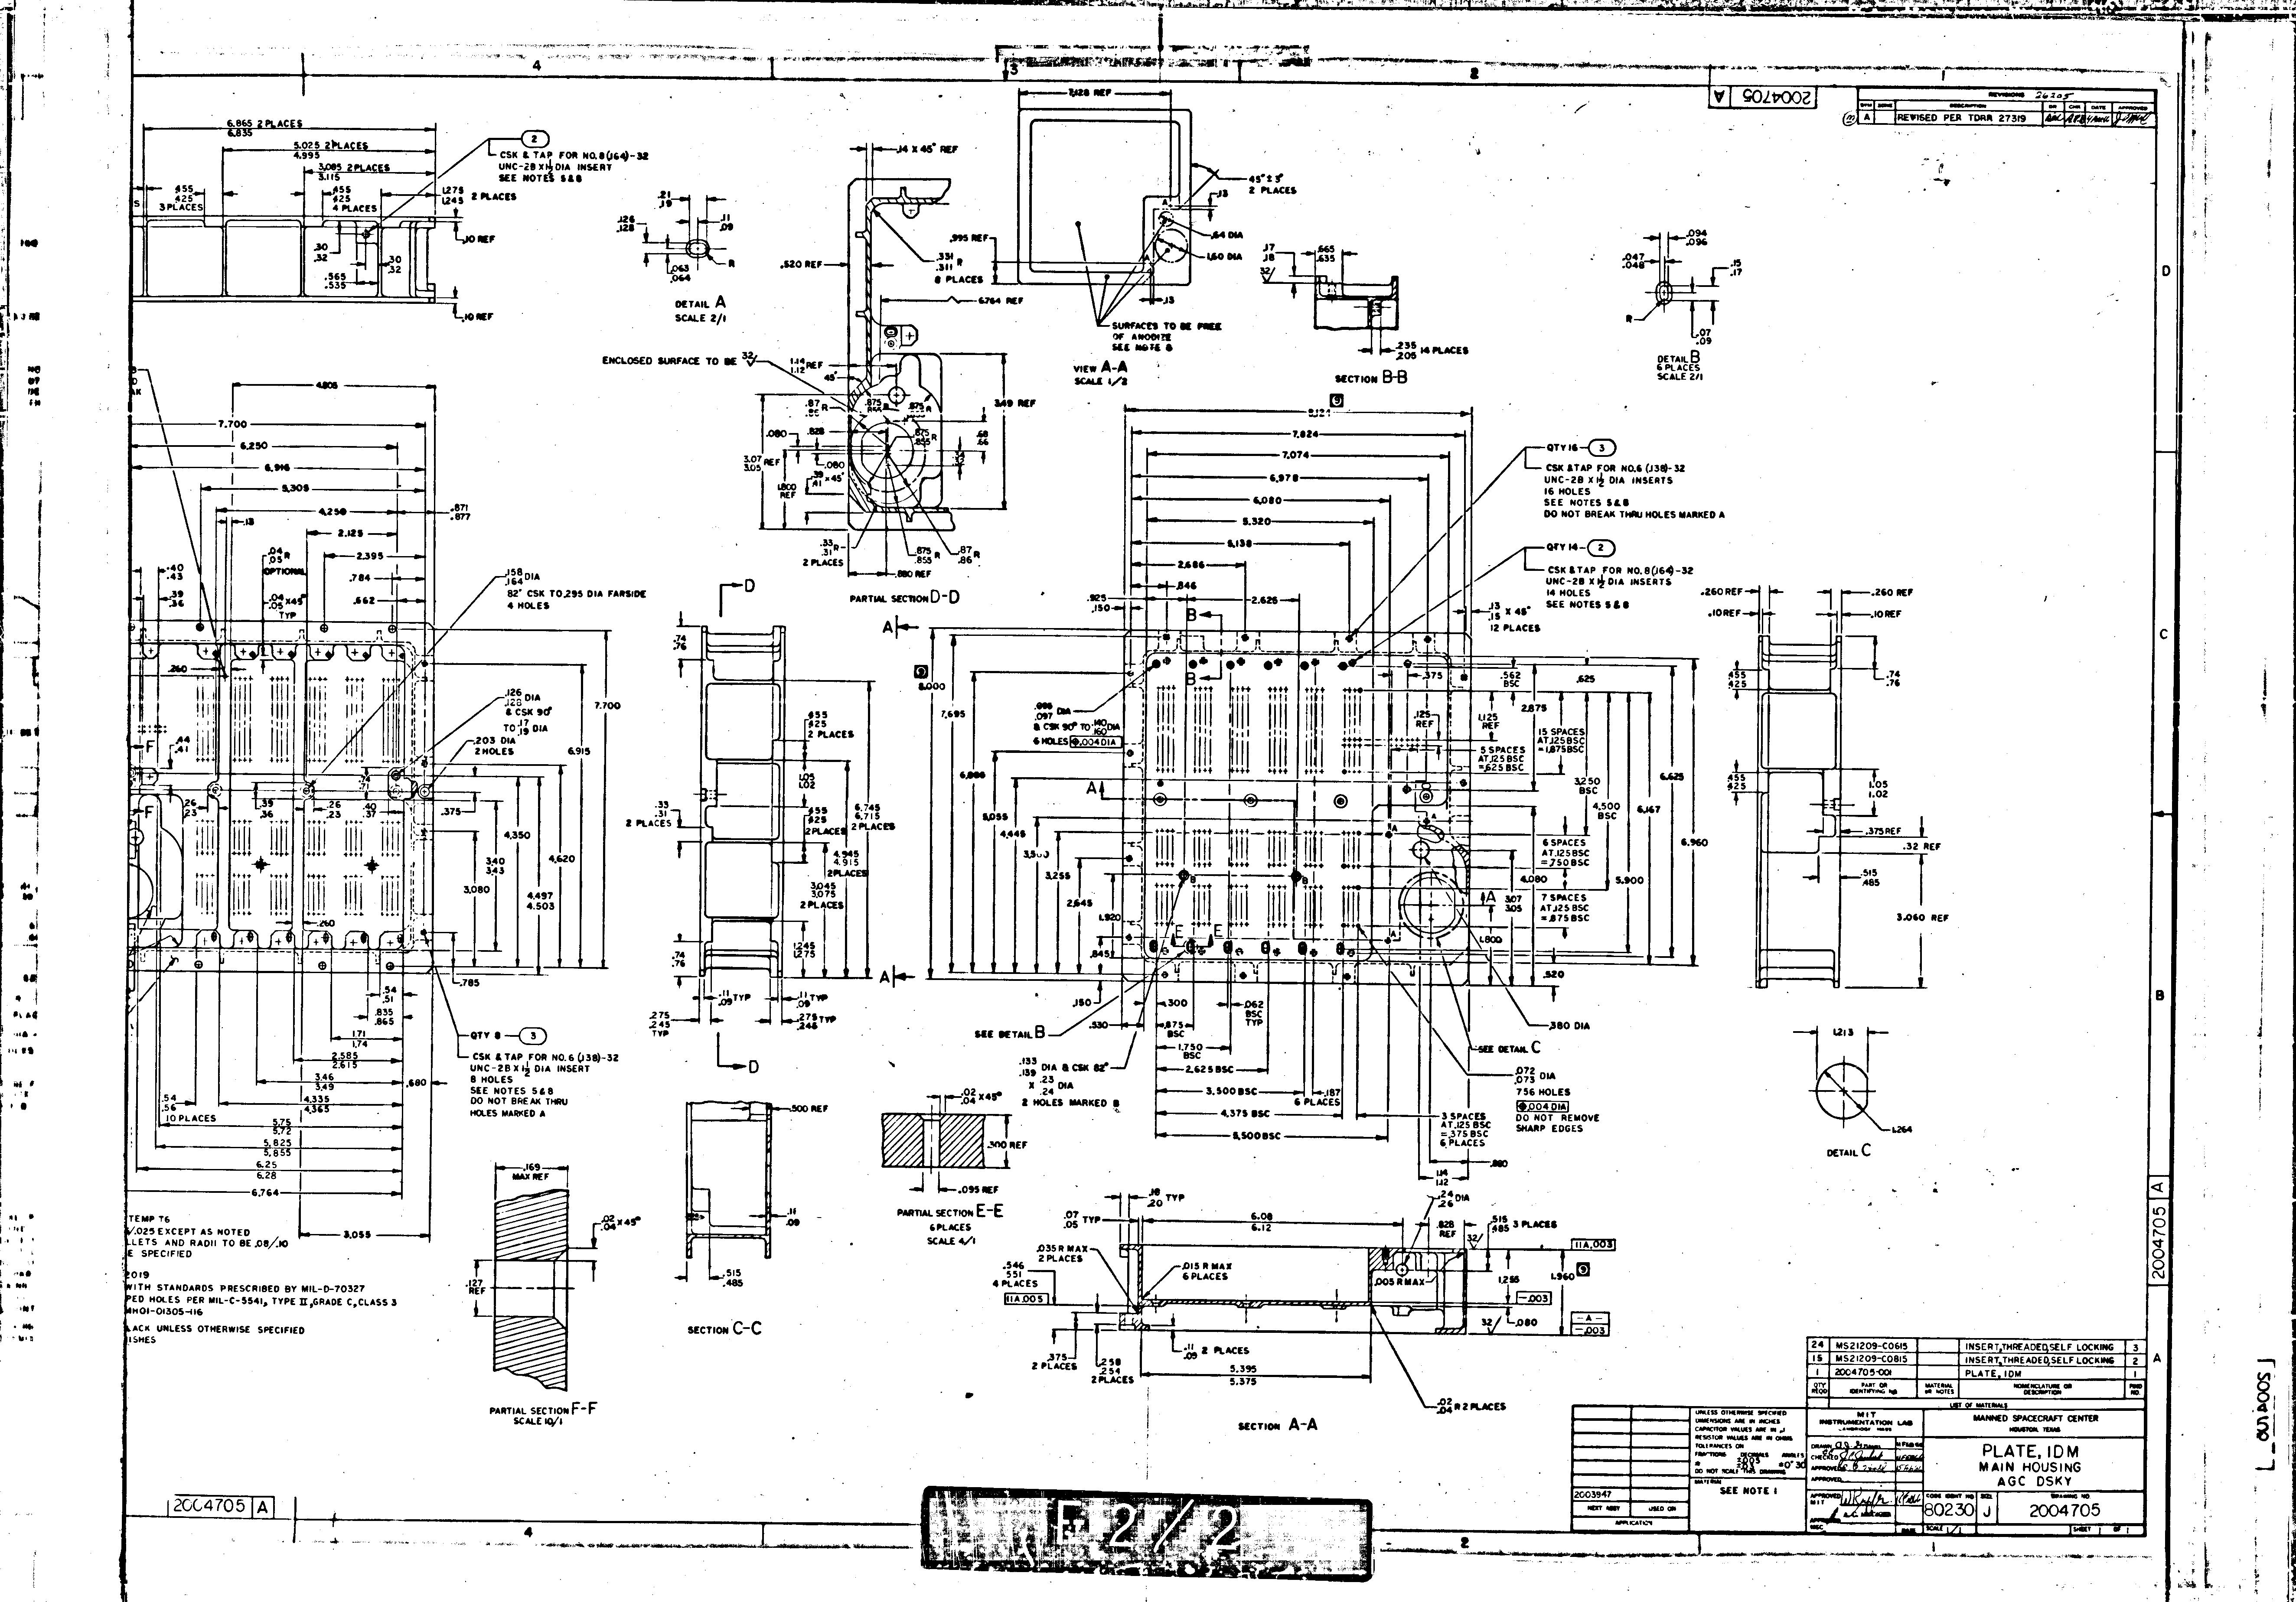 4
3
2
2004705 A
REVISIONS 26205
SYM ZONE DESCRIPTION DR CHK DATE APPROVED
A REVISED PER TDRR 27319
6.865 2 PLACES
6.835
5.025 2 PLACES
4.995
3.085 2 PLACES
3.115
.455
.425
3 PLACES
.455
.425
4 PLACES
1.275
1.245 2 PLACES
2
CSK & TAP FOR NO. 8 (.164)-32
UNC-2B X 1½ DIA INSERT
SEE NOTES 5 & 8
.30
.32
.565
.535
.30
.32
.10 REF
.10 REF
.21
.19
.126
.128
.11
.09
.063
.064
R
DETAIL A
SCALE 2/1
.14 X 45° REF
.520 REF
.331
.311 R
8 PLACES
6.764 REF
ENCLOSED SURFACE TO BE 32
1.14
1.12 REF
45°
3.49 REF
.87
.86 R
.875
.855 R
.828
.080
.68
.66
3.07
3.05 REF
.080
.39
.41 X 45°
1.800
REF
.33
.31 R
2 PLACES
.875
.855 R
.87
.86 R
.880 REF
PARTIAL SECTION D-D
7.128 REF
45° ± 3°
2 PLACES
.13
.64 DIA
1.60 DIA
.995 REF
.13
SURFACES TO BE FREE
OF ANODIZE
SEE NOTE 8
VIEW A-A
SCALE 1/2
.17
.18
.665
.635
32
.235
.205 14 PLACES
SECTION B-B
.094
.096
.047
.048
.15
.17
R
.07
.09
DETAIL B
6 PLACES
SCALE 2/1
D
C
B
A
4.805
7.700
6.250
6.916
5.305
4.250
.871
.877
.13
2.125
2.395
.04
.05 R
OPTIONAL
.784
.662
.40
.43
.39
.36
.04
.05 X 45°
TYP
.158
.164 DIA
82° CSK TO .295 DIA FARSIDE
4 HOLES
.260
.126
.128 DIA
& CSK 90°
TO .17
.19 DIA
.203 DIA
2 HOLES
7.700
6.915
F
.44
.41
F
.26
.23
.39
.36
.26
.23
.40
.37
.375
4.350
4.620
3.40
3.43
3.080
4.497
4.503
.260
.785
.54
.51
.835
.865
1.71
1.74
2.585
2.615
3.46
3.49
.680
.54
.56
10 PLACES
4.335
4.365
5.75
5.72
5.825
5.855
6.25
6.28
6.764
3.055
QTY 8 3
CSK & TAP FOR NO. 6 (.138)-32
UNC-2B X 1½ DIA INSERT
8 HOLES
SEE NOTES 5 & 8
DO NOT BREAK THRU
HOLES MARKED A
TEMP T6
.025 EXCEPT AS NOTED
LLETS AND RADII TO BE .08/.10
E SPECIFIED
2019
WITH STANDARDS PRESCRIBED BY MIL-D-70327
PED HOLES PER MIL-C-5541, TYPE II, GRADE C, CLASS 3
LACK UNLESS OTHERWISE SPECIFIED
ISHES
D
.74
.76
.455
.425
2 PLACES
1.05
1.02
.33
.31
2 PLACES
.455
.425
2 PLACES
6.745
6.715
2 PLACES
4.945
4.915
2 PLACES
3.045
3.075
2 PLACES
1.245
1.275
.74
.76
.11
.09 TYP
.11
.09 TYP
.275
.245
TYP
.275
.245 TYP
D
.500 REF
.11
.09
.515
.485
SECTION C-C
.169
MAX REF
.02
.04 X 45°
.127
REF
PARTIAL SECTION F-F
SCALE 10/1
.02
.04 X 45°
.300 REF
.095 REF
PARTIAL SECTION E-E
6 PLACES
SCALE 4/1
A
9
8.124
7.824
7.074
6.978
6.080
5.320
5.138
2.686
.846
.925
.150
2.625
B
B
.13
.15 X 45°
12 PLACES
QTY 16 3
CSK & TAP FOR NO. 6 (.138)-32
UNC-2B X 1½ DIA INSERTS
16 HOLES
SEE NOTES 5 & 8
DO NOT BREAK THRU HOLES MARKED A
QTY 14 2
CSK & TAP FOR NO. 8 (.164)-32
UNC-2B X 1½ DIA INSERTS
14 HOLES
SEE NOTES 5 & 8
9
8.000
7.695
5.055
4.445
3.255
2.645
1.920
.845
.097 DIA
& CSK 90° TO .140
.160 DIA
6 HOLES .004 DIA
.375
.562
BSC
.625
2.875
.125
REF
1.125
REF
15 SPACES
AT .125 BSC
= 1.875 BSC
5 SPACES
AT .125 BSC
= .625 BSC
3.250
BSC
4.500
BSC
6.167
6.625
6.960
6 SPACES
AT .125 BSC
= .750 BSC
4.080
5.900
7 SPACES
AT .125 BSC
= .875 BSC
3.07
3.05
1.800
.520
A
A
E
E
A
.150
.530
.300
.875
BSC
.062
BSC
TYP
1.750
BSC
2.625 BSC
3.500 BSC
.187
6 PLACES
4.375 BSC
5.500 BSC
3 SPACES
AT .125 BSC
= .375 BSC
6 PLACES
.880
1.14
1.12
SEE DETAIL B
.133
.139 DIA & CSK 82°
X .23
.24 DIA
2 HOLES MARKED B
.380 DIA
SEE DETAIL C
.072
.073 DIA
756 HOLES
.004 DIA
DO NOT REMOVE
SHARP EDGES
.260 REF
.260 REF
.10 REF
.10 REF
.455
.425
.74
.76
.455
.425
1.05
1.02
.375 REF
.32 REF
.515
.485
3.060 REF
1.213
1.264
DETAIL C
.18
.20 TYP
.07
.05 TYP
6.08
6.12
.24
.26 DIA
.828
REF
.515
.485 3 PLACES
32
.035 R MAX
2 PLACES
.546
.551
4 PLACES
.015 R MAX
6 PLACES
.005 R MAX
1.255
1.960 9
.003
-A-
.003
.080
32
.375
2 PLACES
.258
.254
2 PLACES
.11
.09 2 PLACES
5.395
5.375
.02
.04 R 2 PLACES
SECTION A-A
24 MS21209-C0615 INSERT, THREADED, SELF LOCKING 3
15 MS21209-C0815 INSERT, THREADED, SELF LOCKING 2
1 2004705-001 PLATE, IDM 1
QTY REQD PART OR IDENTIFYING NO. MATERIAL OR NOTES NOMENCLATURE OR DESCRIPTION FIND NO.
LIST OF MATERIALS
UNLESS OTHERWISE SPECIFIED
DIMENSIONS ARE IN INCHES
CAPACITOR VALUES ARE IN
RESISTOR VALUES ARE IN OHMS
TOLERANCES ON
FRACTIONS DECIMALS ANGLES
DO NOT SCALE THIS DRAWING
MATERIAL
SEE NOTE 1
MIT
INSTRUMENTATION LAB
MANNED SPACECRAFT CENTER
HOUSTON, TEXAS
PLATE, IDM
MAIN HOUSING
AGC DSKY
DRAWN
CHECKED
APPROVED
APPROVED
APPROVED
MIT
CODE IDENT NO. SIZE DRAWING NO.
80230 J 2004705
SCALE 1/1 SHEET 1 OF 1
2003947
NEXT ASSY USED ON
APPLICATION
2004705 A
2004705 A
4
2